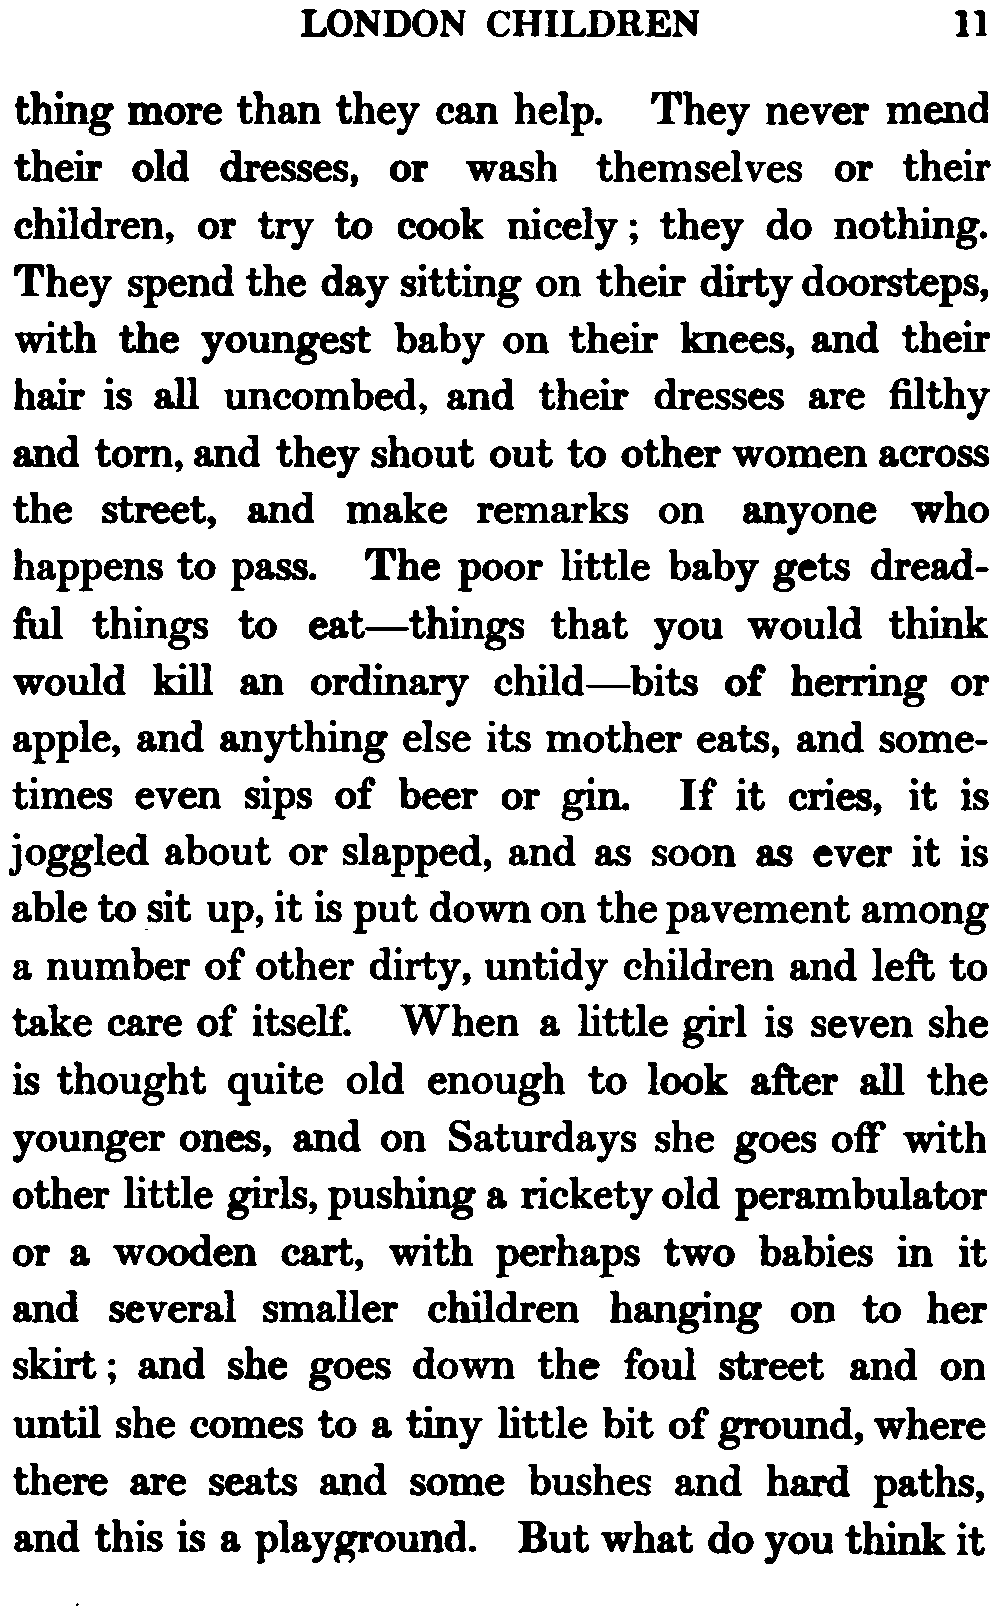 LONDON CHILDREN 11
thing more than they can help. They never mend
their old dresses, or wash themselves or their
children, or try to cook nicely; they do nothing.
They spend the day sitting on their dirty doorsteps,
with the youngest baby on their knees, and their
hair is all uncombed, and their dresses are filthy
and torn, and they shout out to other women across
the street, and make remarks on anyone who
happens to pass. The poor little baby gets dread-
ful things to eat—things that you would think
would kill an ordinary child—bits of herring or
apple, and anything else its mother eats, and some-
times even sips of beer or gin. If it cries, it is
joggled about or slapped, and as soon as ever it is
able to sit up, it is put down on the pavement among
a number of other dirty, untidy children and left to
take care of itself. When a little girl is seven she
is thought quite old enough to look after all the
younger ones, and on Saturdays she goes off with
other little girls, pushing a rickety old perambulator
or a wooden cart, with perhaps two babies in it
and several smaller children hanging on to her
skirt; and she goes down the foul street and on
until she comes to a tiny little bit of ground, where
there are seats and some bushes and hard paths,
and this is a playground. But what do you think it